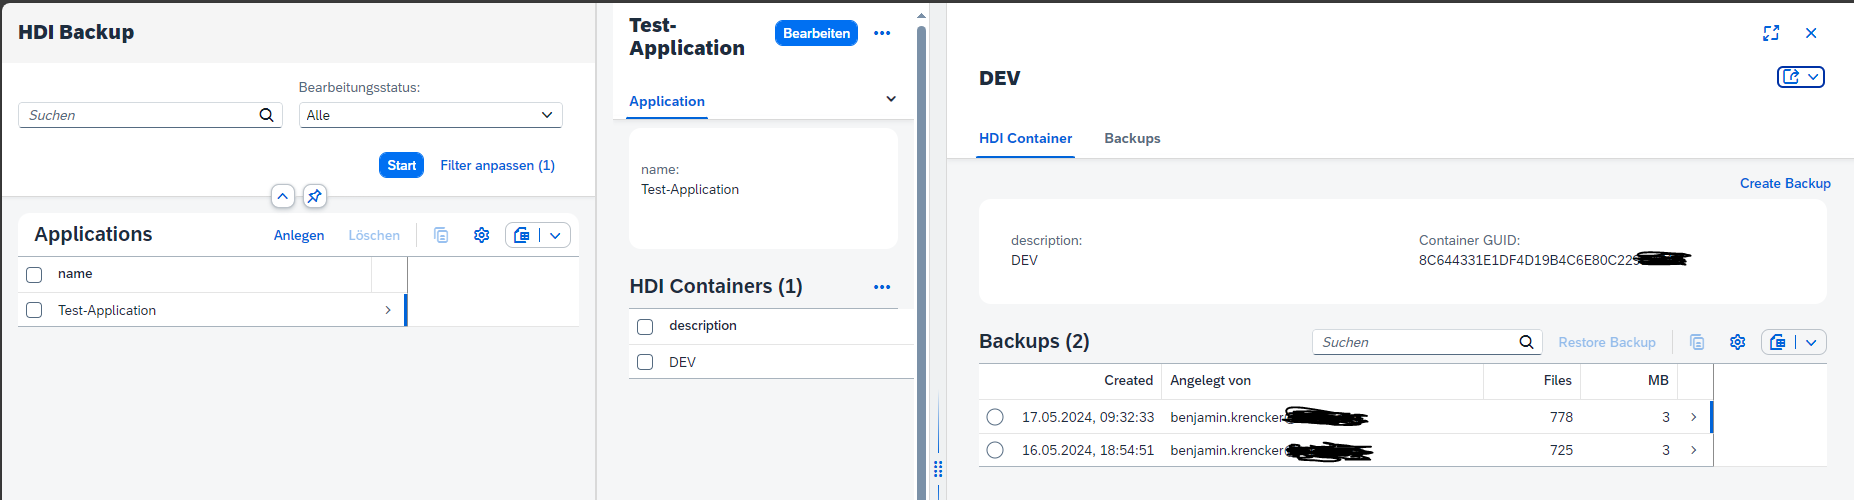 HDI Backup
Bearbeitungsstatus:
Suchen
Alle
Start
Filter anpassen (1)
Applications
Anlegen
Löschen
name
Test-Application
Test-
Application
Bearbeiten
Application
name:
Test-Application
HDI Containers (1)
description
DEV
DEV
HDI Container
Backups
Create Backup
description:
DEV
Container GUID:
8C644331E1DF4D19B4C6E80C22
Backups (2)
Suchen
Restore Backup
Created Angelegt von Files MB
17.05.2024, 09:32:33 benjamin.krencker 778 3
16.05.2024, 18:54:51 benjamin.krencker 725 3